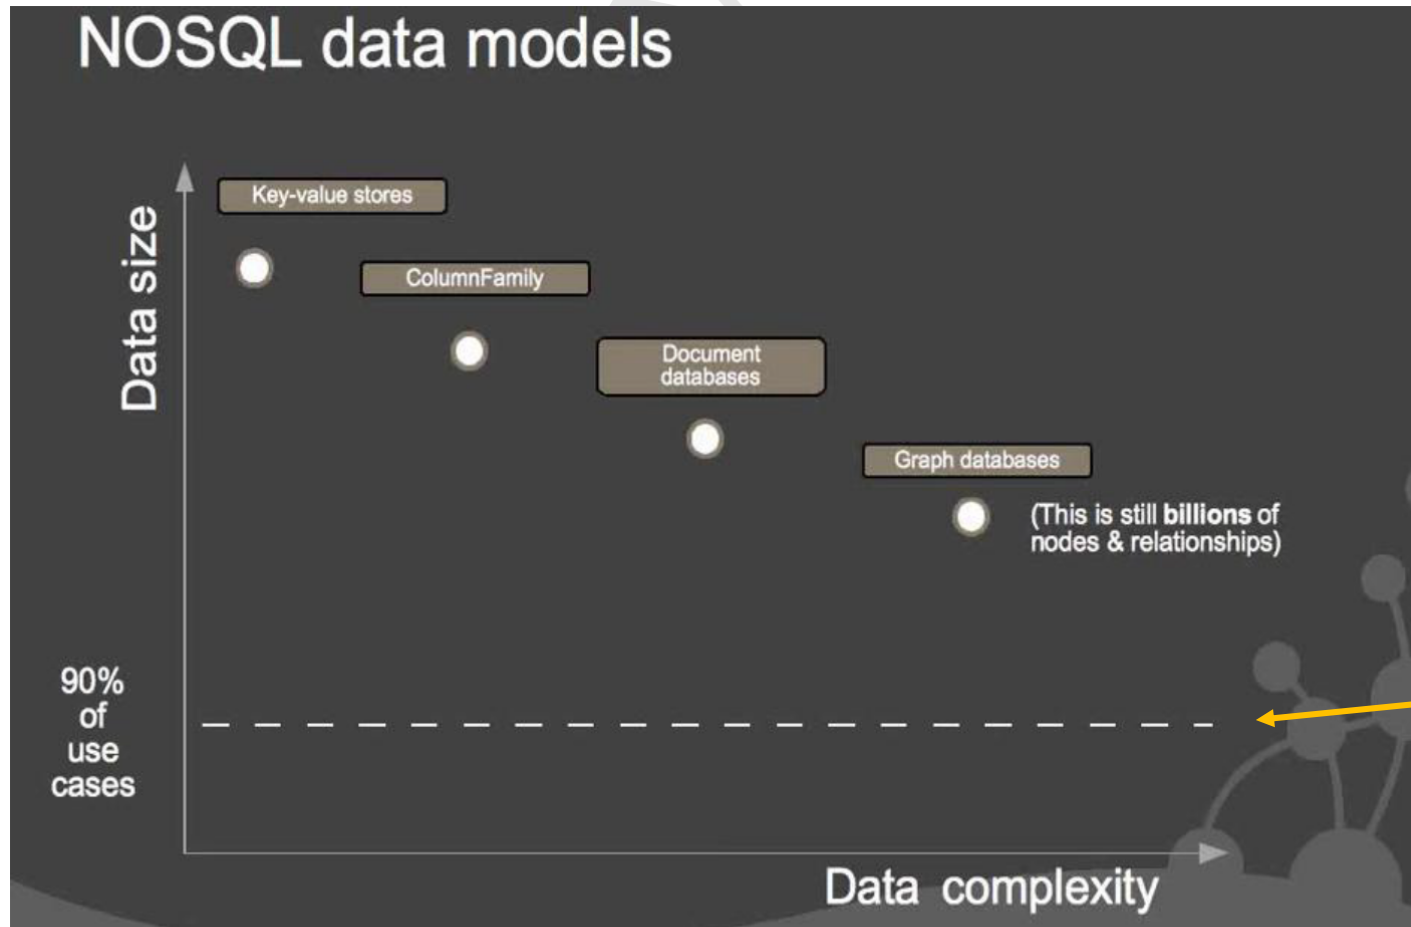 NOSQL data models
Data size
Key-value stores
ColumnFamily
Document
databases
Graph databases
(This is still billions of
nodes & relationships)
90%
of
use
cases
Data complexity